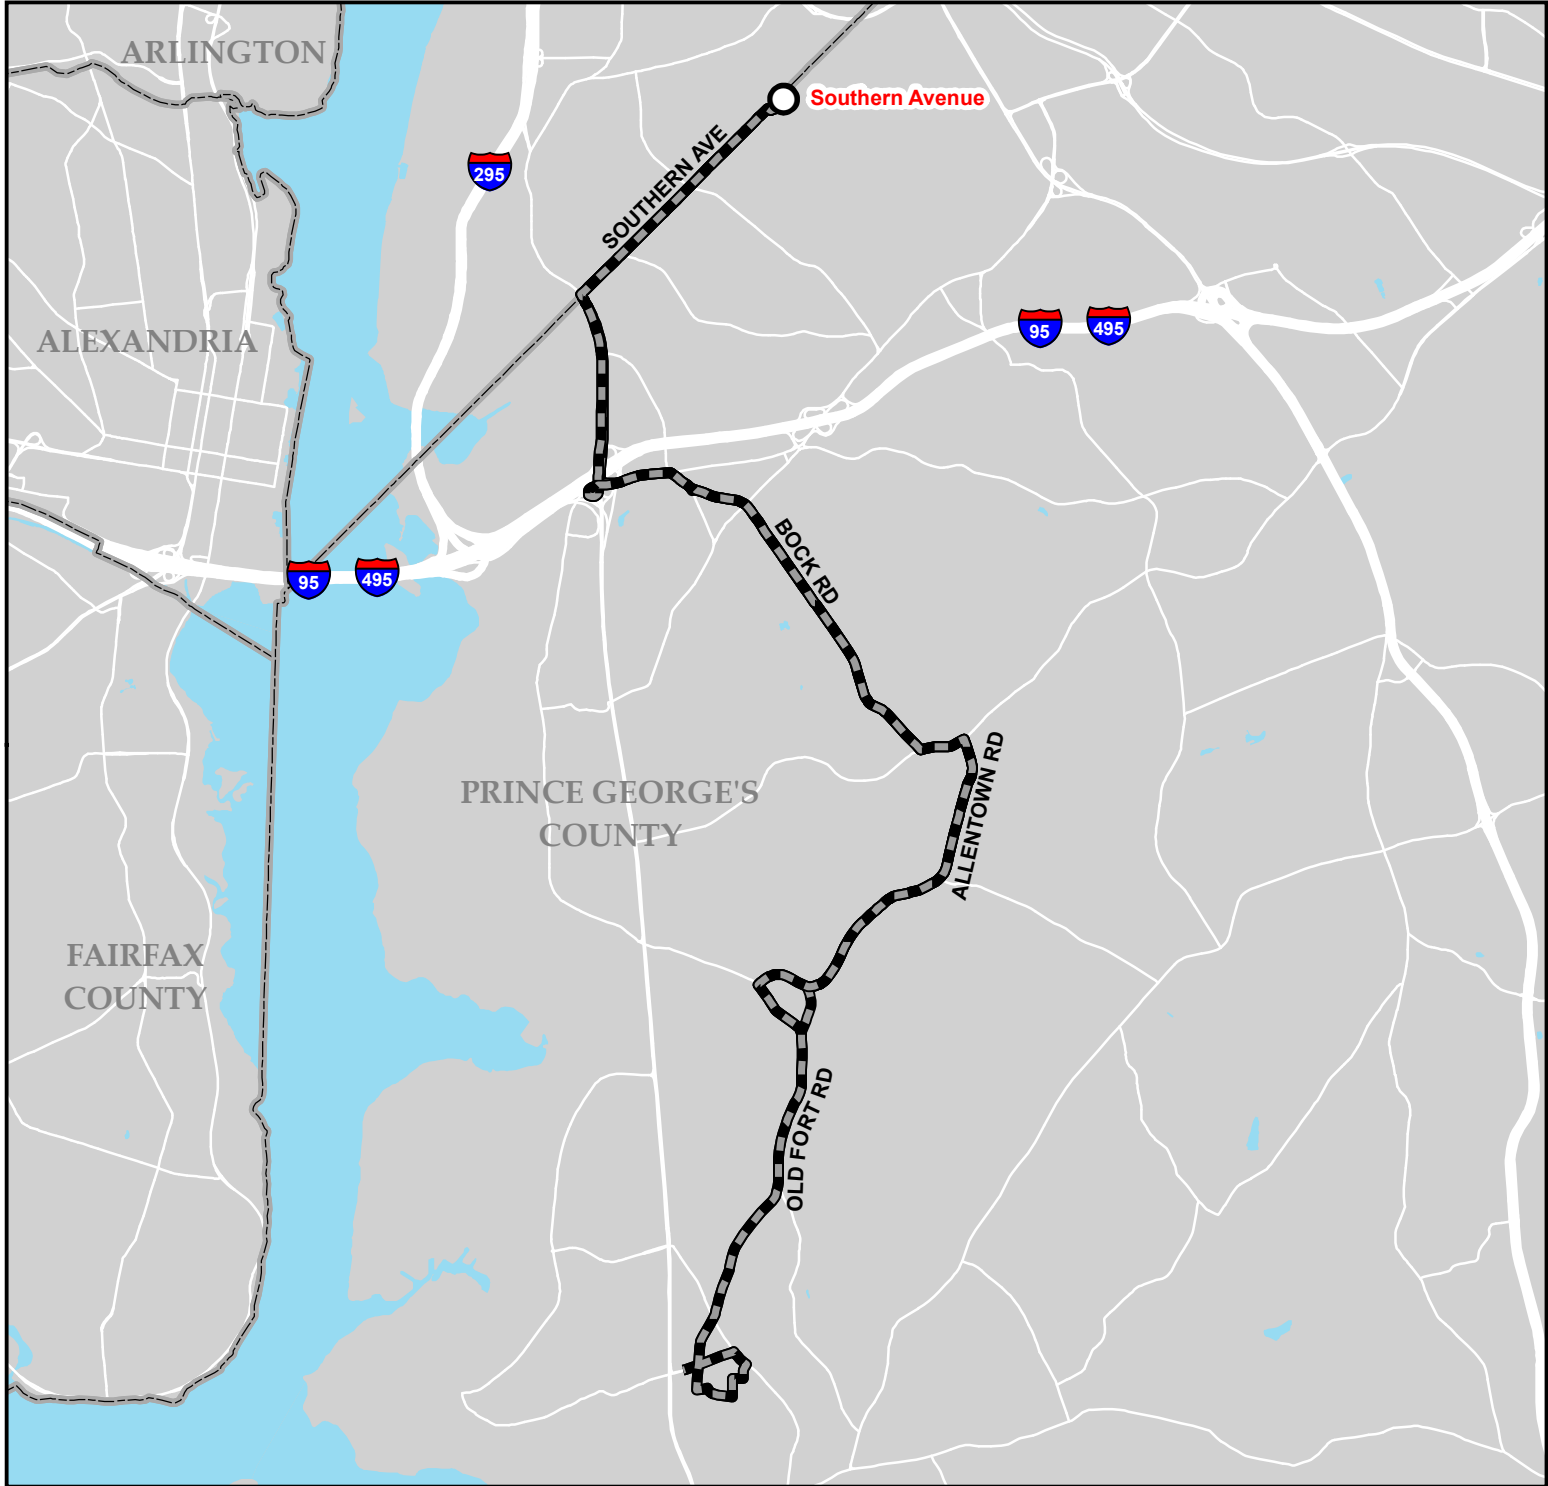 ARLINGTON
Southern Avenue
SOUTHERN AVE
295
ALEXANDRIA
95
495
BOCK RD
95
495
ALLENTOWN RD
PRINCE GEORGE'S
COUNTY
FAIRFAX
COUNTY
OLD FORT RD